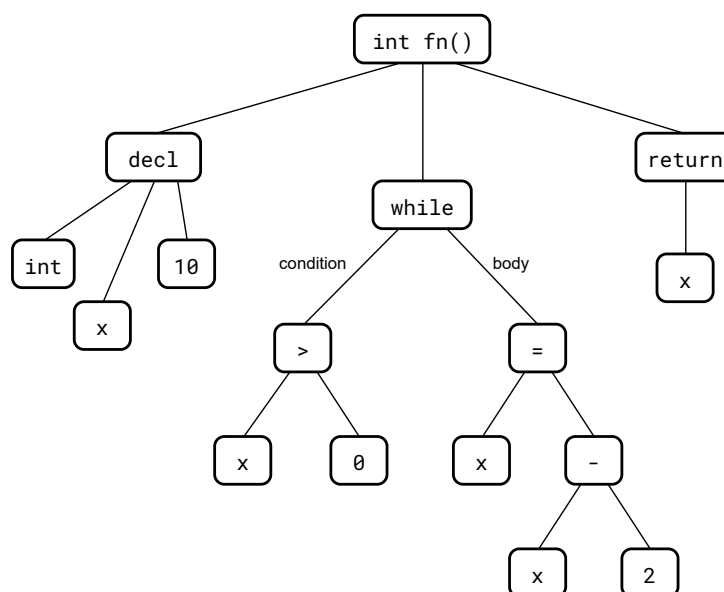 int fn()
decl
return
while
int
10
condition
body
x
x
>
=
x
0
x
-
x
2